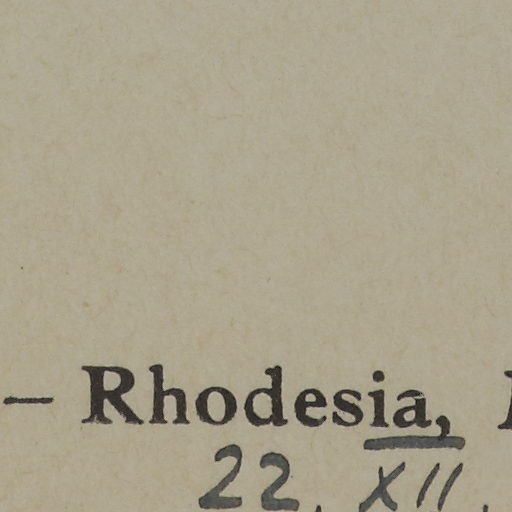 — Rhodesia,
22. XII.